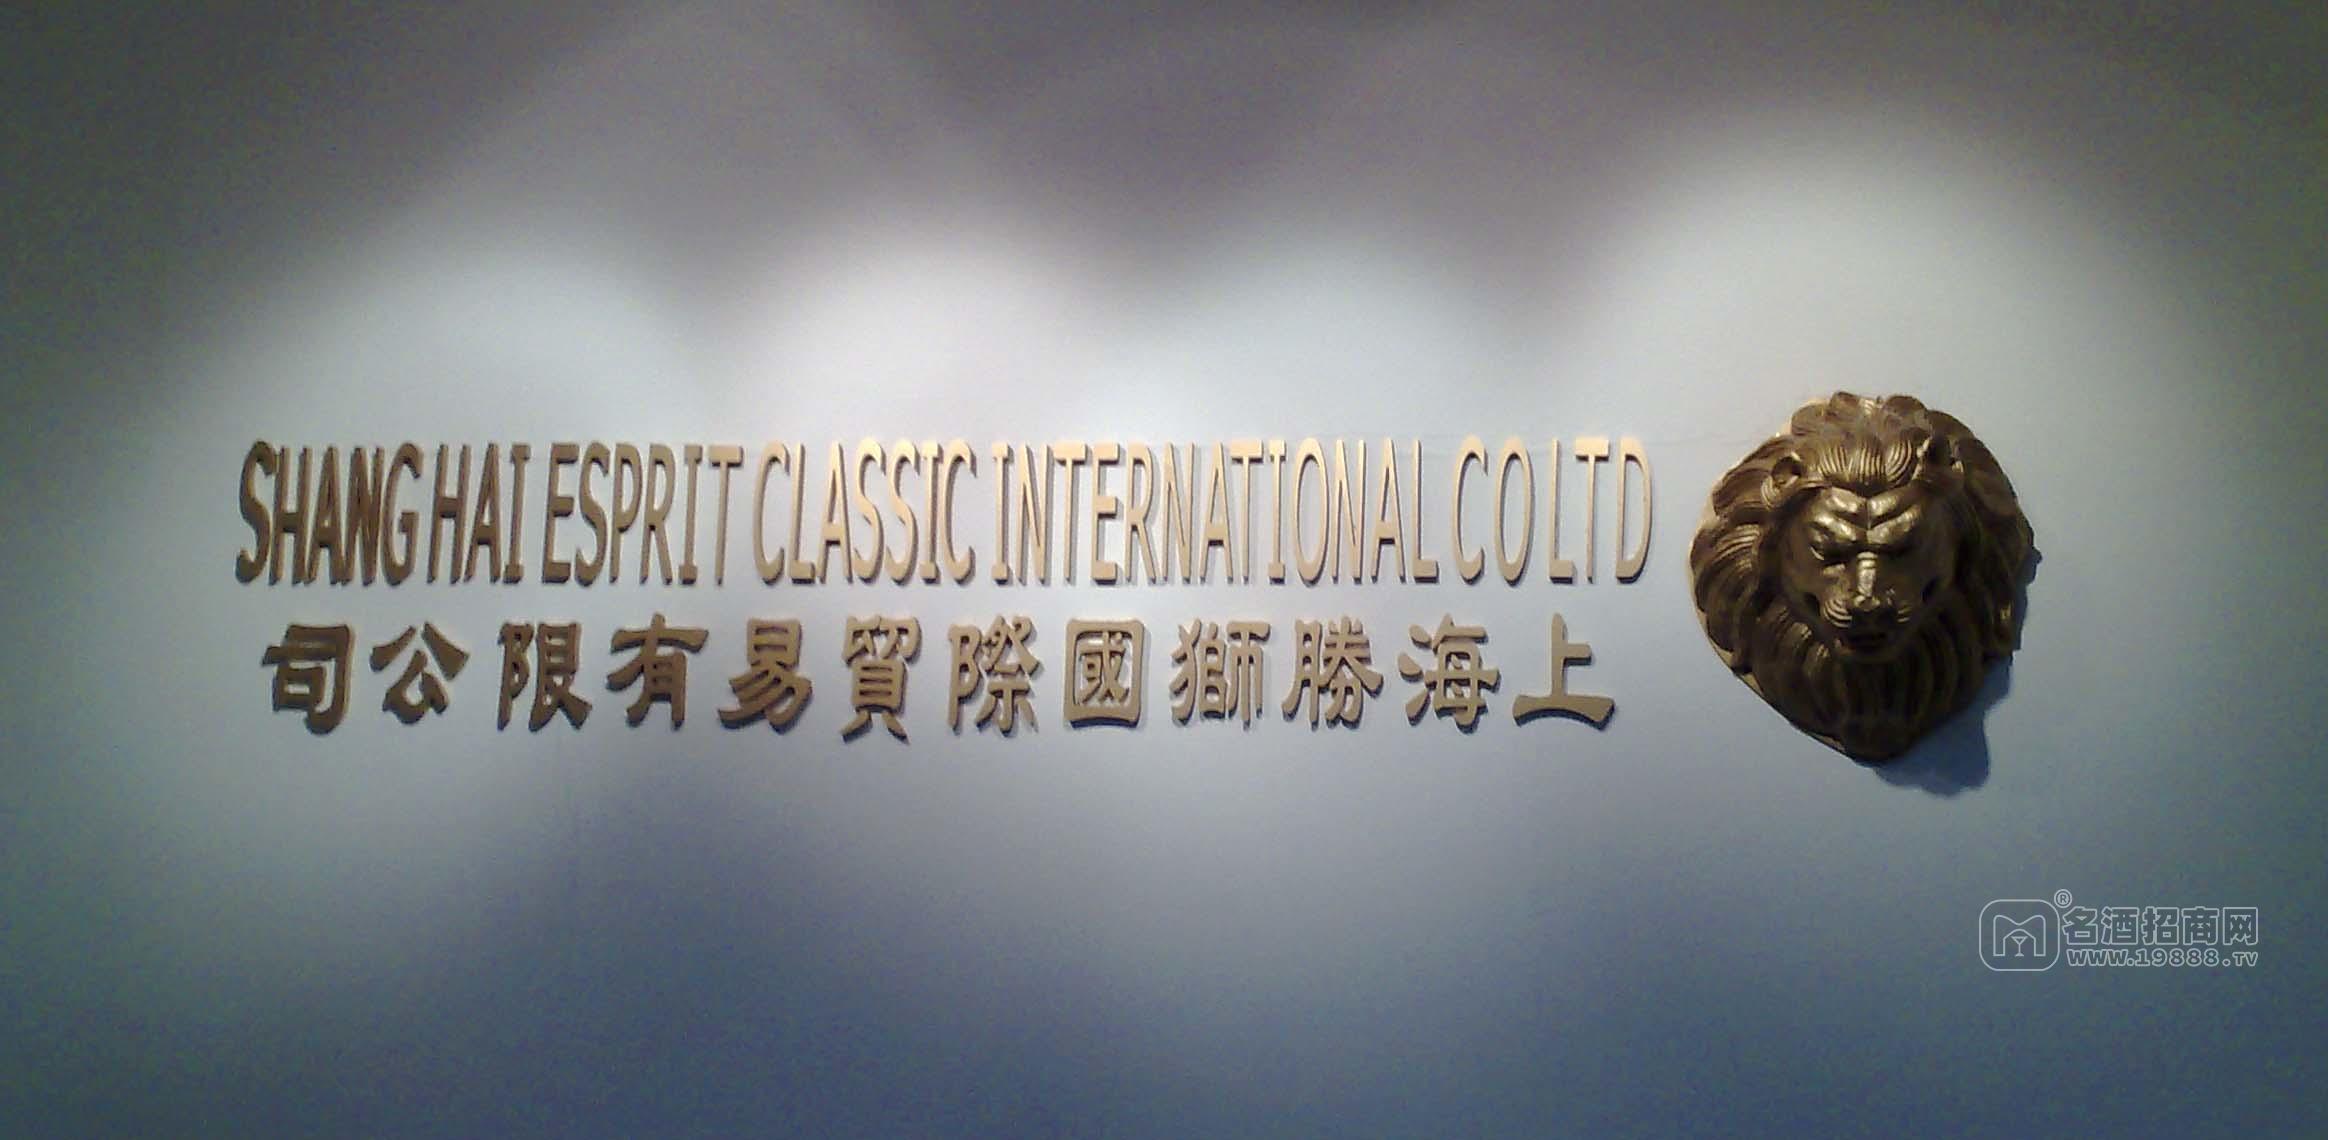 SHANG HAI ESPRIT CLASSIC INTERNATIONAL CO LTD
上海勝獅國際貿易有限公司
®
名酒招商网
www.19888.tv